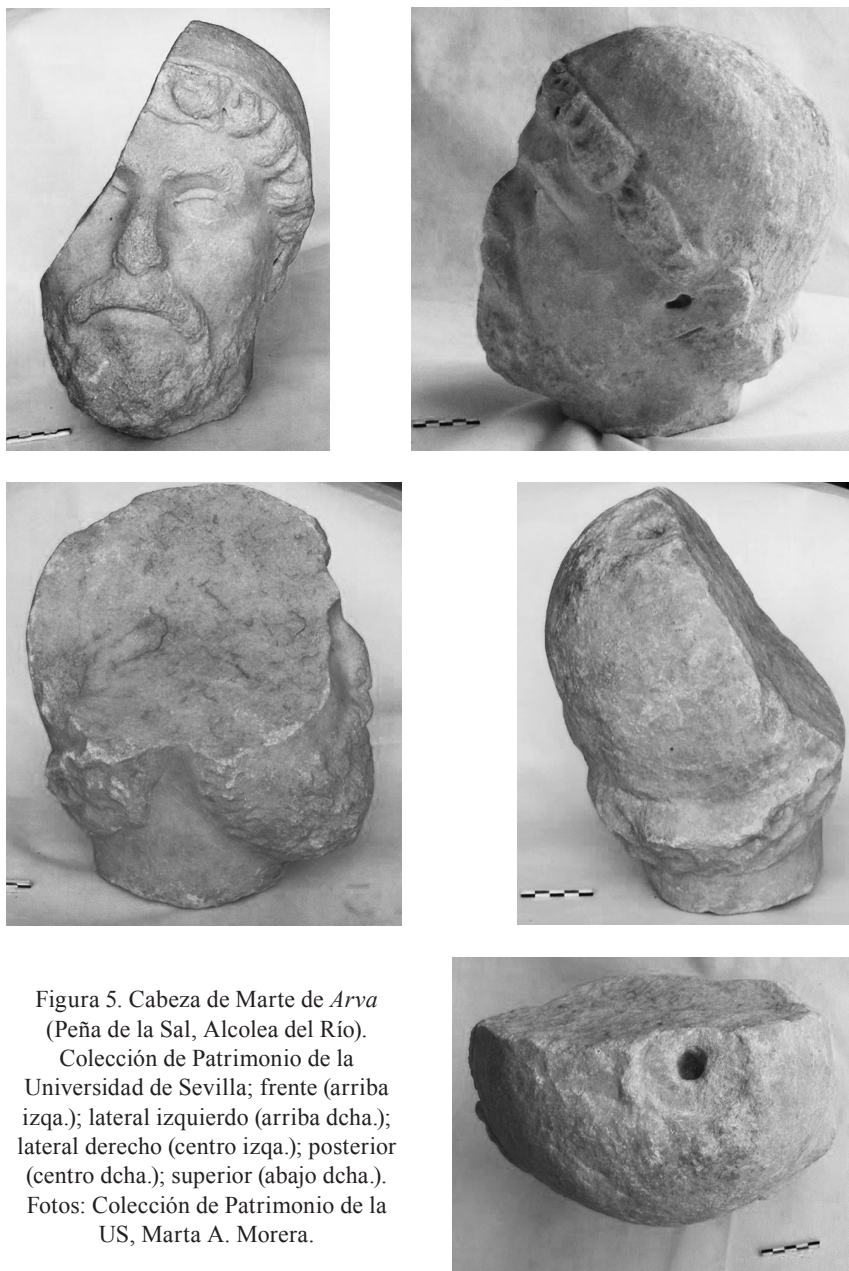 Figura 5. Cabeza de Marte de Arva
(Peña de la Sal, Alcolea del Río).
Colección de Patrimonio de la
Universidad de Sevilla; frente (arriba
izqa.); lateral izquierdo (arriba dcha.);
lateral derecho (centro izqa.); posterior
(centro dcha.); superior (abajo dcha.).
Fotos: Colección de Patrimonio de la
US, Marta A. Morera.